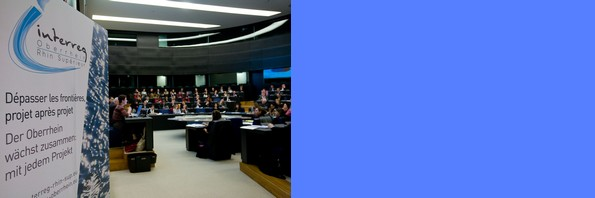 interreg
Oberrhein
Rhin Supérieur
Dépasser les frontières,
projet après projet
Der Oberrhein
wächst zusammen:
mit jedem Projekt